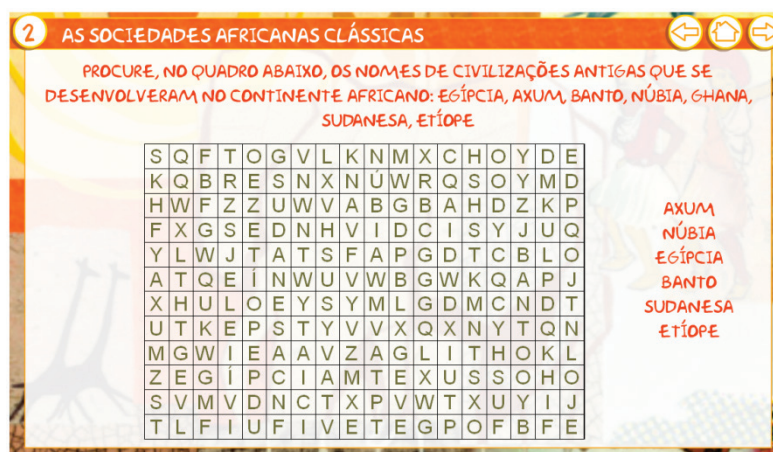 2 AS SOCIEDADES AFRICANAS CLÁSSICAS
PROCURE, NO QUADRO ABAIXO, OS NOMES DE CIVILIZAÇÕES ANTIGAS QUE SE
DESENVOLVERAM NO CONTINENTE AFRICANO: EGÍPCIA, AXUM, BANTO, NÚBIA, GHANA,
SUDANESA, ETÍOPE
S Q F T O G V L K N M X C H O Y D E
K Q B R E S N X N Ú W R Q S O Y M D
H W F Z Z U W V A B G B A H D Z K P
F X G S E D N H V I D C I S Y J U Q
Y L W J T A T S F A P G D T C B L O
A T Q E Í N W U V W B G W K Q A P J
X H U L O E Y S Y M L G D M C N D T
U T K E P S T Y V V X Q X N Y T Q N
M G W I E A A V Z A G L I T H O K L
Z E G Í P C I A M T E X U S S O H O
S V M V D N C T X P V W T X U Y I J
T L F I U F I V E T E G P O F B F E
AXUM
NÚBIA
EGÍPCIA
BANTO
SUDANESA
ETÍOPE